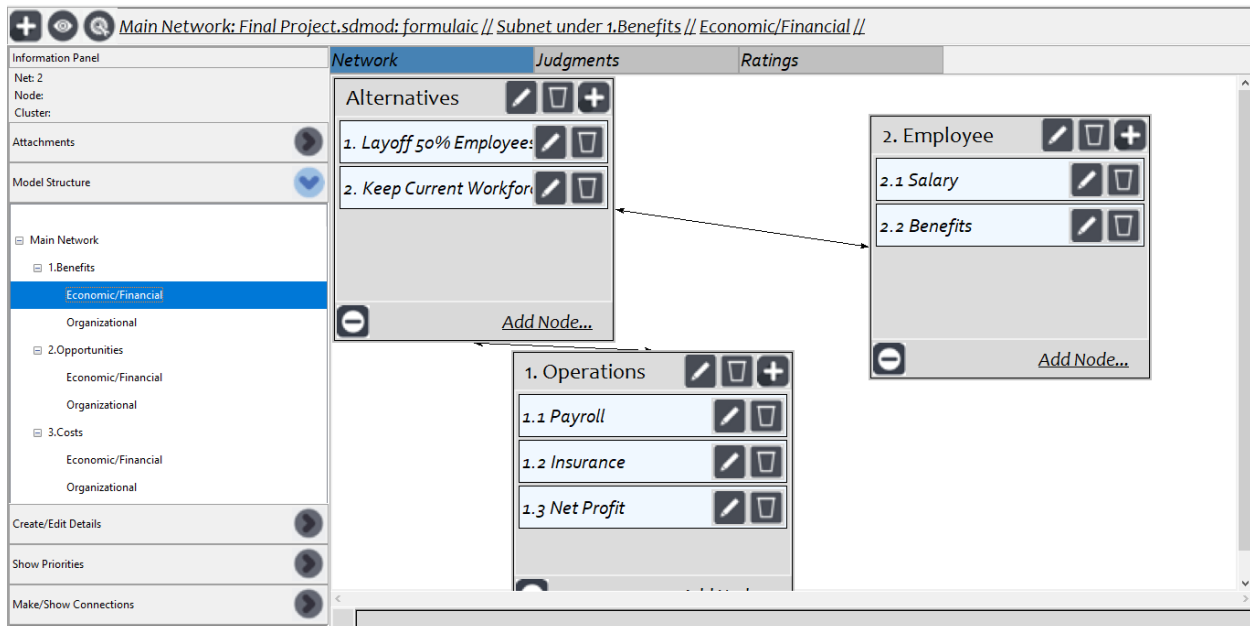 Main Network: Final Project.sdmod: formulaic // Subnet under 1.Benefits // Economic/Financial //
Information Panel
Net: 2
Node:
Cluster:
Attachments
Model Structure
Main Network
1.Benefits
Economic/Financial
Organizational
2.Opportunities
Economic/Financial
Organizational
3.Costs
Economic/Financial
Organizational
Create/Edit Details
Show Priorities
Make/Show Connections
Network Judgments Ratings
Alternatives
1. Layoff 50% Employees
2. Keep Current
Add Node...
2. Employee
2.1 Salary
2.2 Benefits
Add Node...
1. Operations
1.1 Payroll
1.2 Insurance
1.3 Net Profit